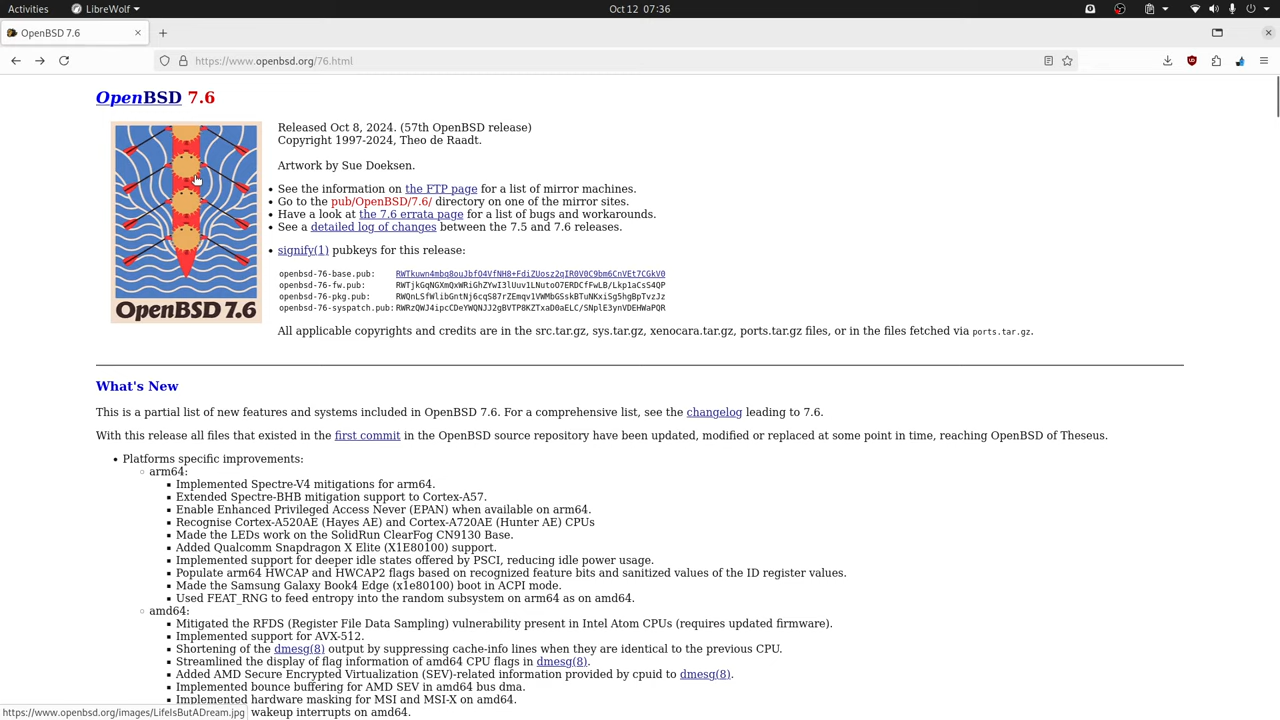 Activities
LibreWolf
Oct 12 07:36
OpenBSD 7.6
https://www.openbsd.org/76.html
OpenBSD 7.6
OpenBSD 7.6
Released Oct 8, 2024. (57th OpenBSD release)
Copyright 1997-2024, Theo de Raadt.
Artwork by Sue Doeksen.
• See the information on the FTP page for a list of mirror machines.
• Go to the pub/OpenBSD/7.6/ directory on one of the mirror sites.
• Have a look at the 7.6 errata page for a list of bugs and workarounds.
• See a detailed log of changes between the 7.5 and 7.6 releases.
• signify(1) pubkeys for this release:
openbsd-76-base.pub: RWTkuwn4mbq8ouJbfO4VfNH8+FdiZUosz2qIR0V0C9bm6CnVEt7CGkV0
openbsd-76-fw.pub: RWTjkGqNGXmQxWRiGhZYwI3lUuv1LNutoO7ERDCfFwLB/Lkp1aCsS4QP
openbsd-76-pkg.pub: RWQnLSfWlibGntNj6cqS87rZEmqv1VWMbGSskBTuNKxiSg5hgBpTvzJz
openbsd-76-syspatch.pub: RWRzQWJ4ipcCDeYWQNJJ2gBVTP8KZTxaD0aELC/SNplE3ynVDEHWaPQR
All applicable copyrights and credits are in the src.tar.gz, sys.tar.gz, xenocara.tar.gz, ports.tar.gz files, or in the files fetched via ports.tar.gz.
What's New
This is a partial list of new features and systems included in OpenBSD 7.6. For a comprehensive list, see the changelog leading to 7.6.
With this release all files that existed in the first commit in the OpenBSD source repository have been updated, modified or replaced at some point in time, reaching OpenBSD of Theseus.
• Platforms specific improvements:
◦ arm64:
▪ Implemented Spectre-V4 mitigations for arm64.
▪ Extended Spectre-BHB mitigation support to Cortex-A57.
▪ Enable Enhanced Privileged Access Never (EPAN) when available on arm64.
▪ Recognise Cortex-A520AE (Hayes AE) and Cortex-A720AE (Hunter AE) CPUs
▪ Made the LEDs work on the SolidRun ClearFog CN9130 Base.
▪ Added Qualcomm Snapdragon X Elite (X1E80100) support.
▪ Implemented support for deeper idle states offered by PSCI, reducing idle power usage.
▪ Populate arm64 HWCAP and HWCAP2 flags based on recognized feature bits and sanitized values of the ID register values.
▪ Made the Samsung Galaxy Book4 Edge (x1e80100) boot in ACPI mode.
▪ Used FEAT_RNG to feed entropy into the random subsystem on arm64 as on amd64.
◦ amd64:
▪ Mitigated the RFDS (Register File Data Sampling) vulnerability present in Intel Atom CPUs (requires updated firmware).
▪ Implemented support for AVX-512.
▪ Shortening of the dmesg(8) output by suppressing cache-info lines when they are identical to the previous CPU.
▪ Streamlined the display of flag information of amd64 CPU flags in dmesg(8).
▪ Added AMD Secure Encrypted Virtualization (SEV)-related information provided by cpuid to dmesg(8).
▪ Implemented bounce buffering for AMD SEV in amd64 bus dma.
▪ Implemented hardware masking for MSI and MSI-X on amd64.
https://www.openbsd.org/images/LifeIsButADream.jpg wakeup interrupts on amd64.